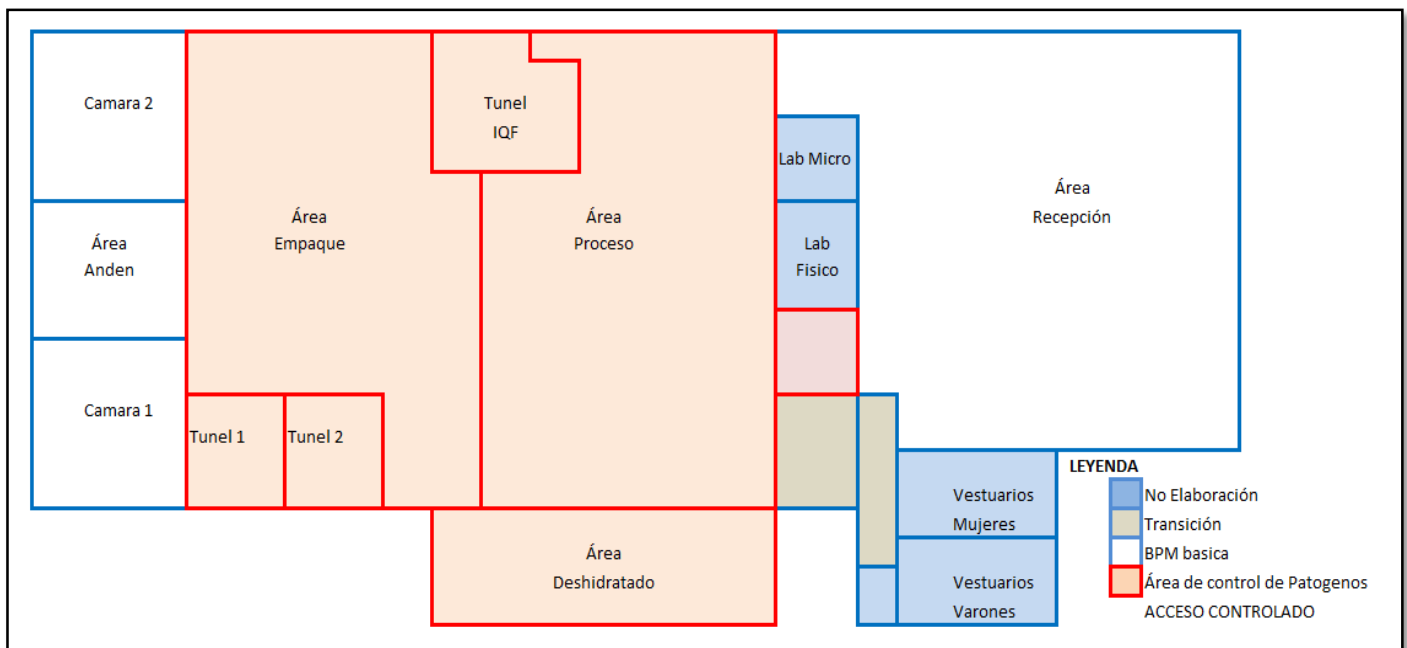 Camara 2
Tunel
IQF
Lab Micro
Área
Recepción
Área
Empaque
Área
Proceso
Área
Anden
Lab
Fisico
Camara 1
Tunel 1
Tunel 2
Vestuarios
Mujeres
Área
Deshidratado
Vestuarios
Varones
LEYENDA
No Elaboración
Transición
BPM basica
Área de control de Patogenos
ACCESO CONTROLADO